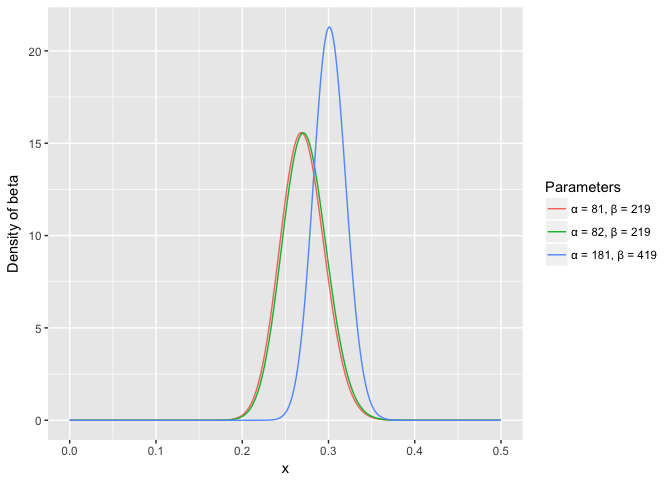 20
15
10
5
0
Density of beta
0.0 0.1 0.2 0.3 0.4 0.5
x
Parameters
α = 81, β = 219
α = 82, β = 219
α = 181, β = 419